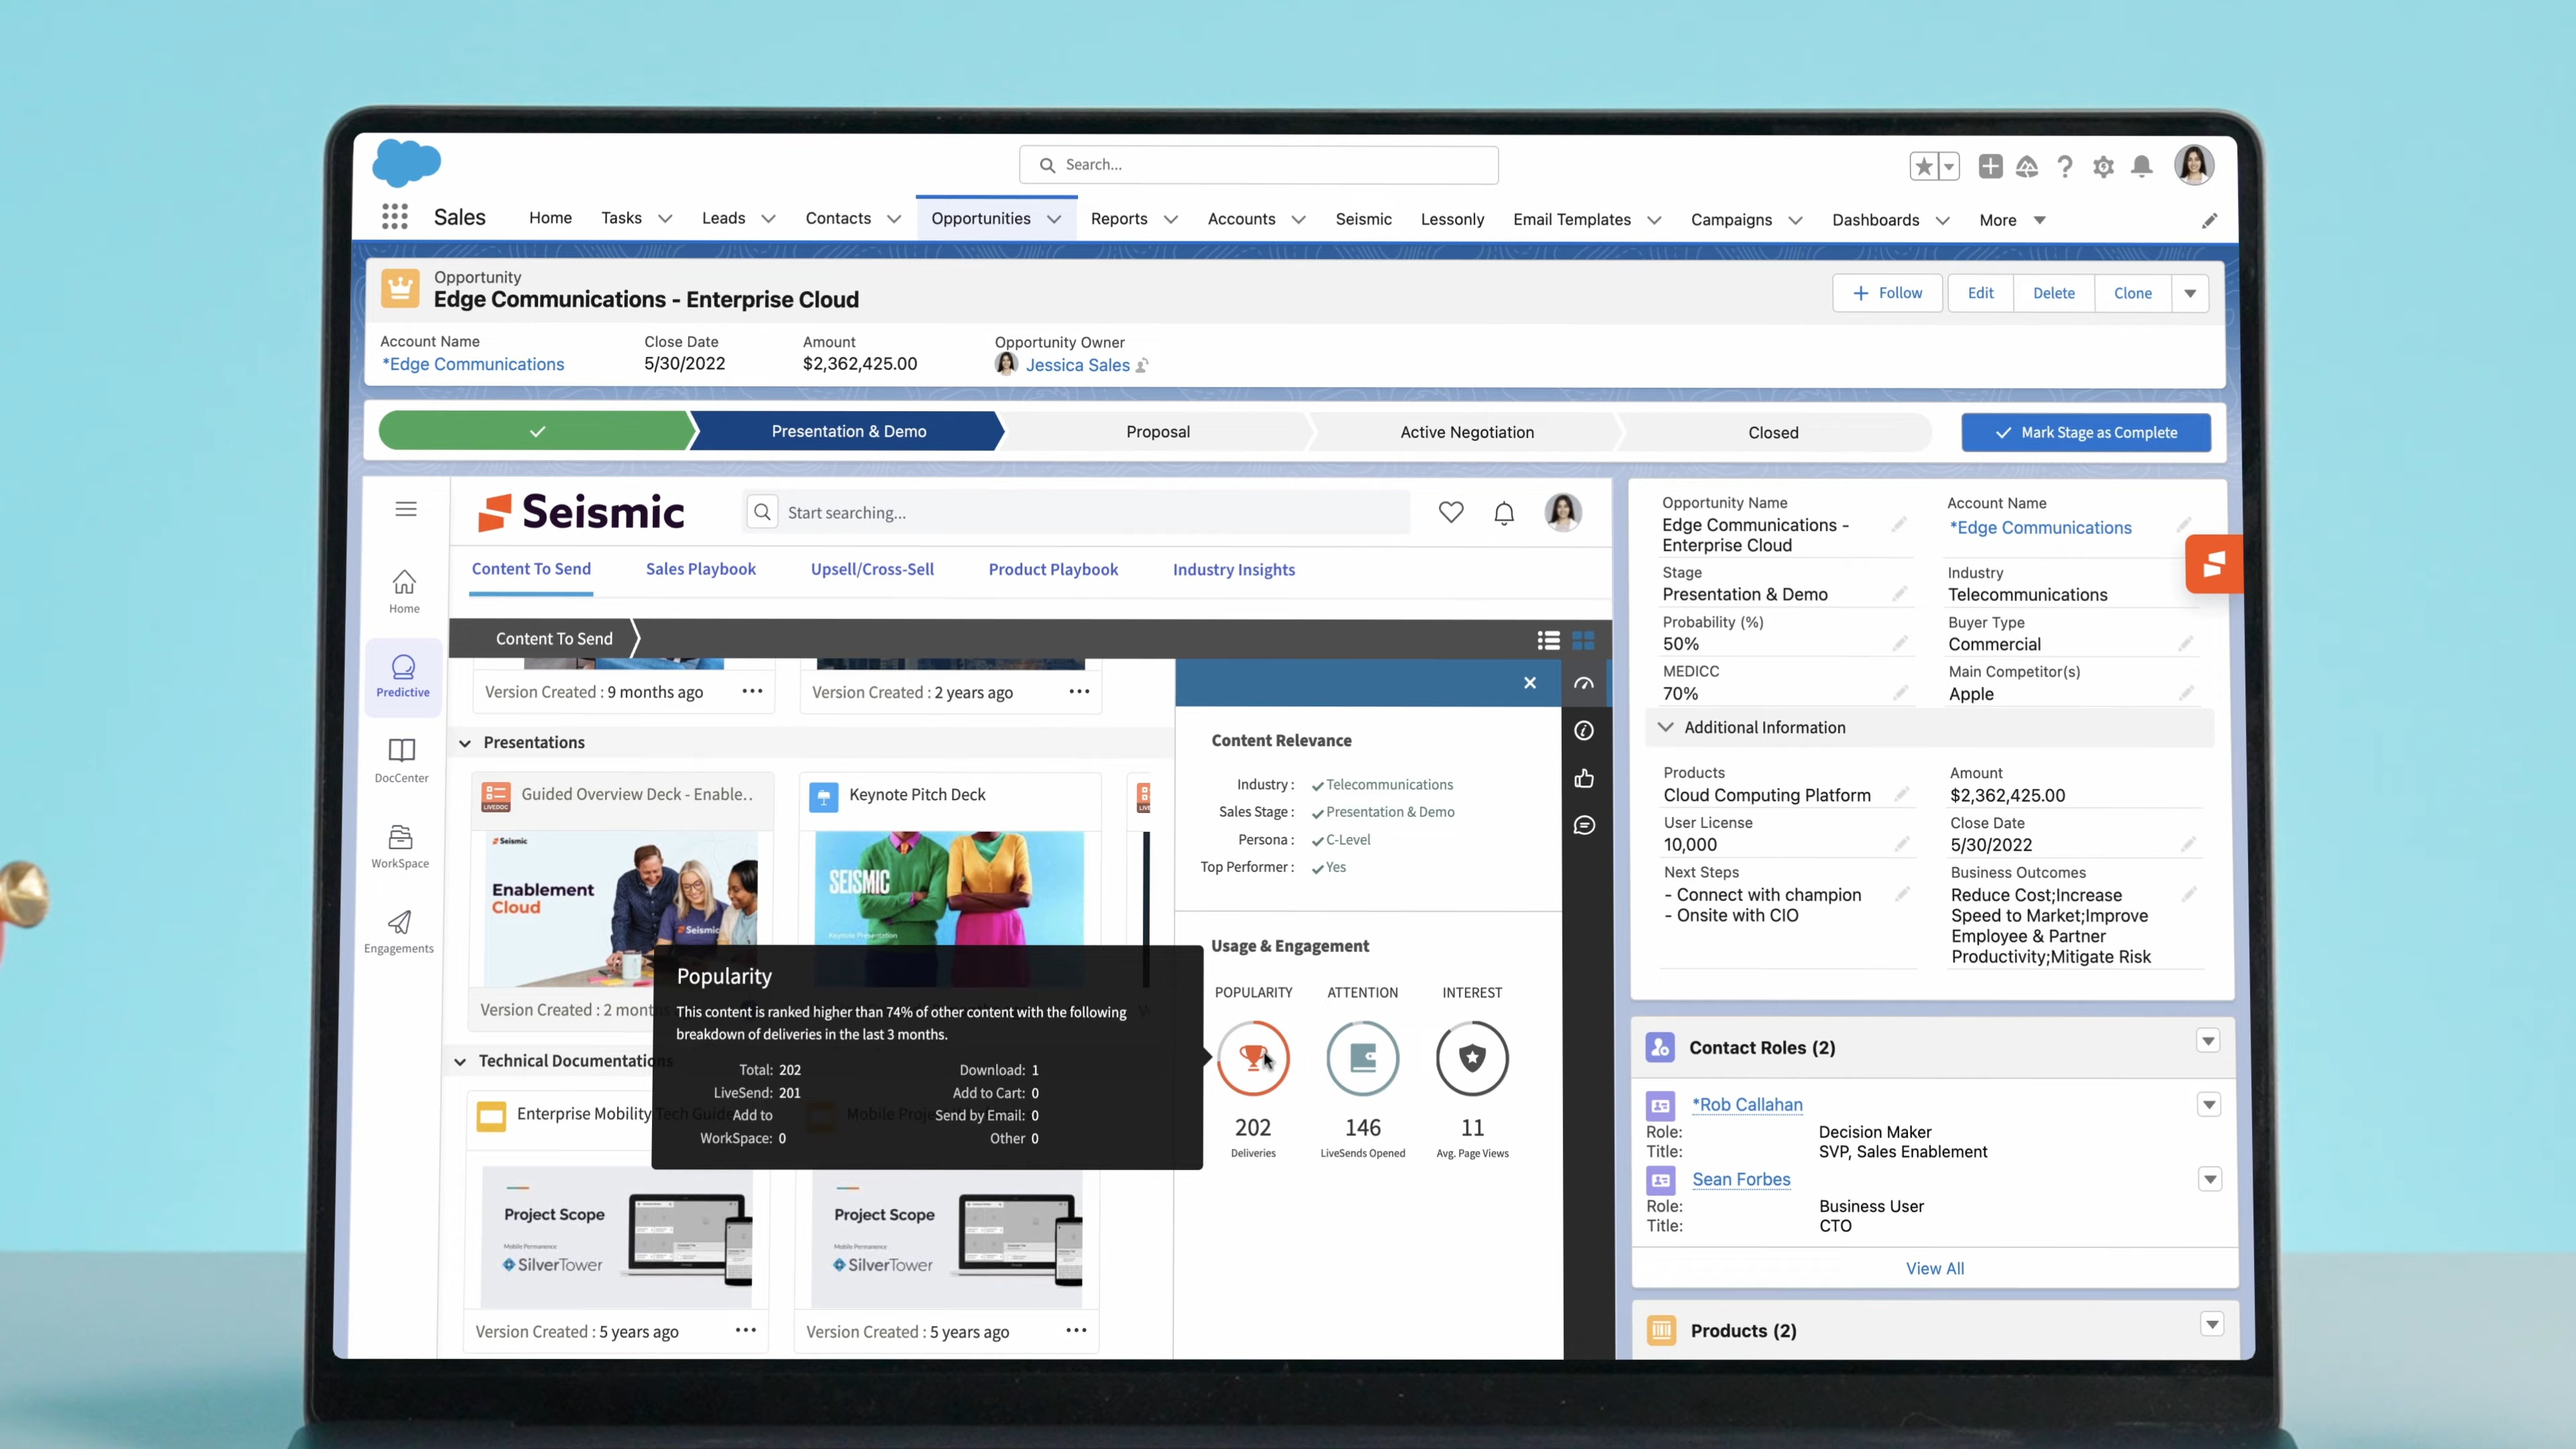 Search...
Sales
Home
Tasks
Leads
Contacts
Opportunities
Reports
Accounts
Seismic
Lessonly
Email Templates
Campaigns
Dashboards
More
Opportunity
Edge Communications - Enterprise Cloud
Follow
Edit
Delete
Clone
Account Name
*Edge Communications
Close Date
5/30/2022
Amount
$2,362,425.00
Opportunity Owner
Jessica Sales
Presentation & Demo
Proposal
Active Negotiation
Closed
Mark Stage as Complete
Home
Predictive
DocCenter
WorkSpace
Engagements
Seismic
Start searching...
Content To Send
Sales Playbook
Upsell/Cross-Sell
Product Playbook
Industry Insights
Content To Send
Version Created : 9 months ago
Version Created : 2 years ago
Presentations
LIVEDOC
Guided Overview Deck - Enable..
Keynote Pitch Deck
Seismic
Enablement
Cloud
Seismic
SEISMIC
Keynote Presentation
Version Created : 2 mont
Technical Documentations
Enterprise Mobility Tech Guide
Mobile Proje
Project Scope
Mobile Permanence
SilverTower
Version Created : 5 years ago
Project Scope
Mobile Permanence
SilverTower
Version Created : 5 years ago
Popularity
This content is ranked higher than 74% of other content with the following
breakdown of deliveries in the last 3 months.
Total: 202
LiveSend: 201
Add to
WorkSpace: 0
Download: 1
Add to Cart: 0
Send by Email: 0
Other 0
Content Relevance
Industry : Telecommunications
Sales Stage : Presentation & Demo
Persona : C-Level
Top Performer : Yes
Usage & Engagement
POPULARITY
ATTENTION
INTEREST
202
Deliveries
146
LiveSends Opened
11
Avg. Page Views
Opportunity Name
Edge Communications -
Enterprise Cloud
Account Name
*Edge Communications
Stage
Presentation & Demo
Industry
Telecommunications
Probability (%)
50%
Buyer Type
Commercial
MEDICC
70%
Main Competitor(s)
Apple
Additional Information
Products
Cloud Computing Platform
Amount
$2,362,425.00
User License
10,000
Close Date
5/30/2022
Next Steps
- Connect with champion
- Onsite with CIO
Business Outcomes
Reduce Cost;Increase
Speed to Market;Improve
Employee & Partner
Productivity;Mitigate Risk
Contact Roles (2)
*Rob Callahan
Role: Decision Maker
Title: SVP, Sales Enablement
Sean Forbes
Role: Business User
Title: CTO
View All
Products (2)